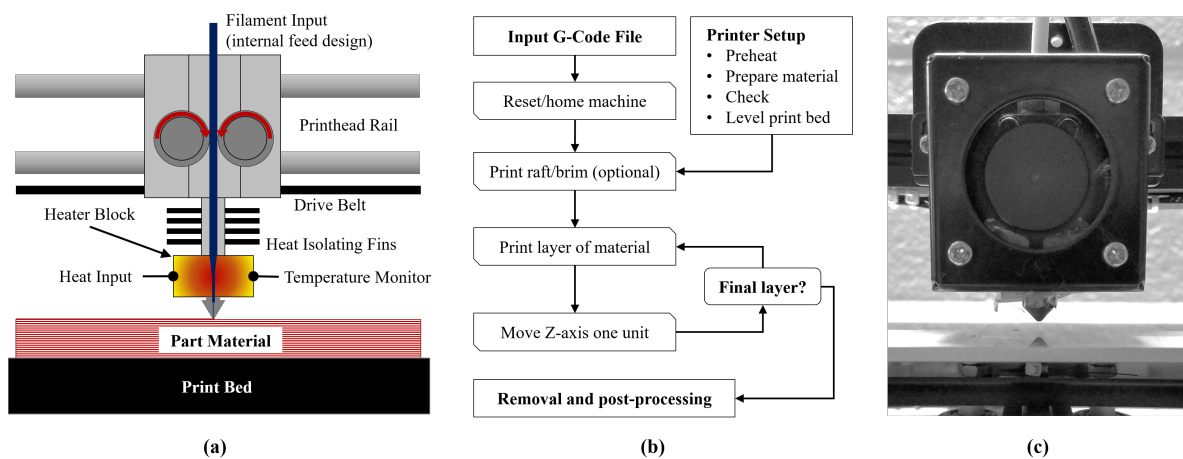 Filament Input
(internal feed design)
Printhead Rail
Drive Belt
Heater Block
Heat Isolating Fins
Heat Input
Temperature Monitor
Part Material
Print Bed
(a)
Input G-Code File
Reset/home machine
Print raft/brim (optional)
Print layer of material
Final layer?
Move Z-axis one unit
Removal and post-processing
Printer Setup
• Preheat
• Prepare material
• Check
• Level print bed
(b)
(c)